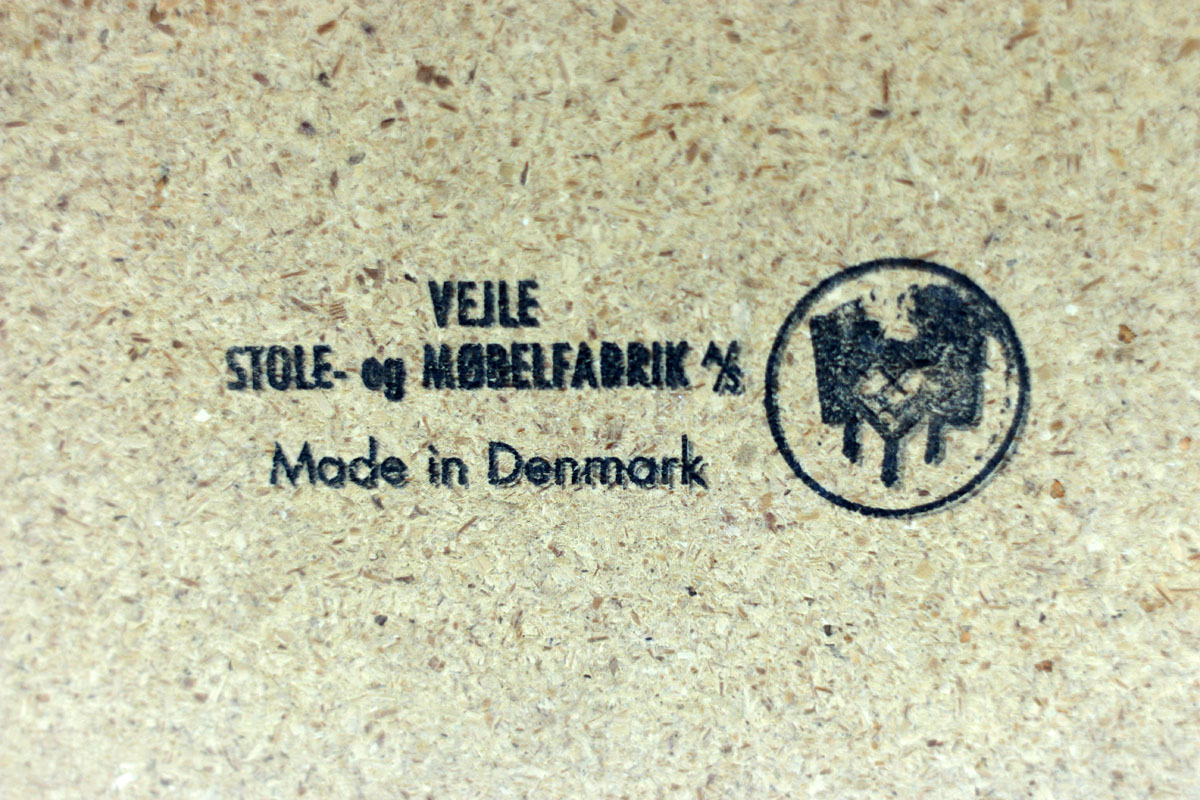 VEJLE
STOLE- og MØBELFABRIK A/S
Made in Denmark